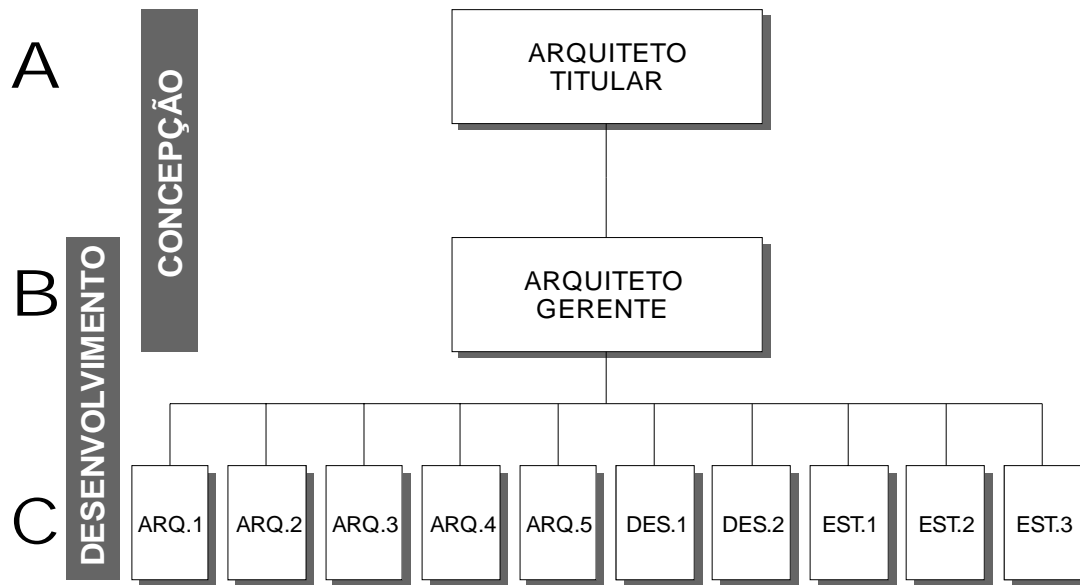 A
CONCEPÇÃO
ARQUITETO
TITULAR
B
DESENVOLVIMENTO
ARQUITETO
GERENTE
C
ARQ.1
ARQ.2
ARQ.3
ARQ.4
ARQ.5
DES.1
DES.2
EST.1
EST.2
EST.3